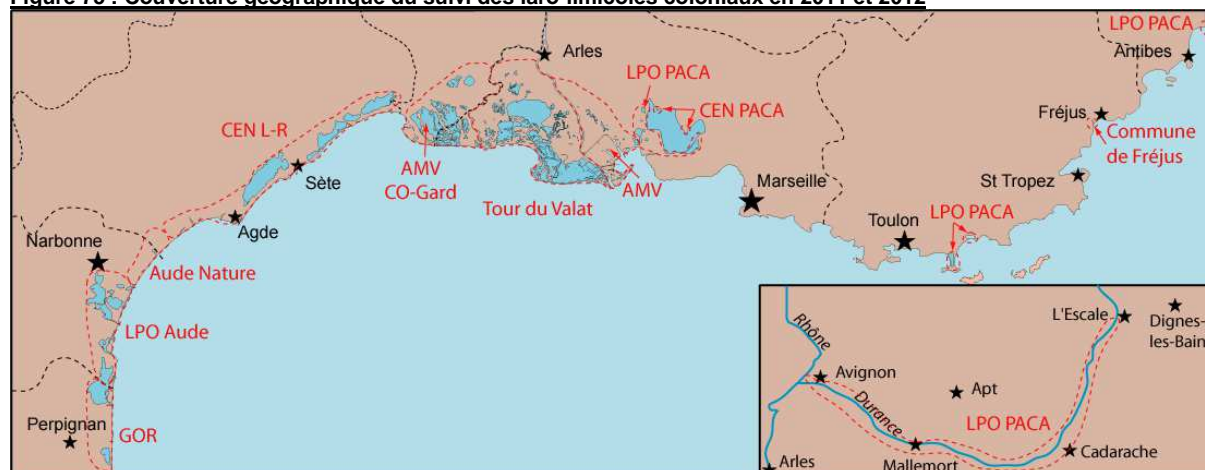 Figure 73 : Couverture géographique du suivi des laro-limicoles coloniaux en 2011 et 2012
LPO PACA
Arles
Antibes
LPO PACA
CEN PACA
Fréjus
CEN L-R
Commune
de Fréjus
AMV
CO-Gard
AMV
Sète
Marseille
St Tropez
Tour du Valat
LPO PACA
Agde
Toulon
Narbonne
Aude Nature
LPO Aude
Perpignan
GOR
L'Escale
Dignes-
les-Bain
Rhône
Avignon
Apt
Durance
LPO PACA
Cadarache
Arles
Mallemort